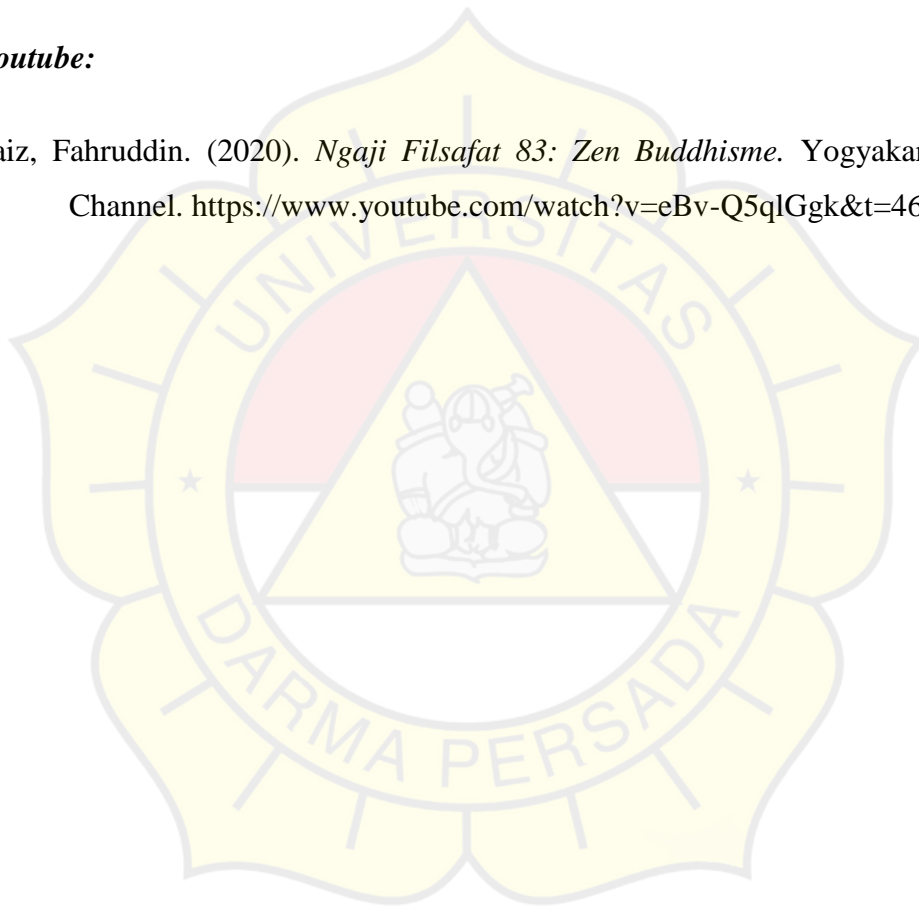 outube:
aiz, Fahruddin. (2020). Ngaji Filsafat 83: Zen Buddhisme. Yogyakar
Channel. https://www.youtube.com/watch?v=eBv-Q5qlGgk&t=46
UNIVERSITAS
DARMA PERSADA